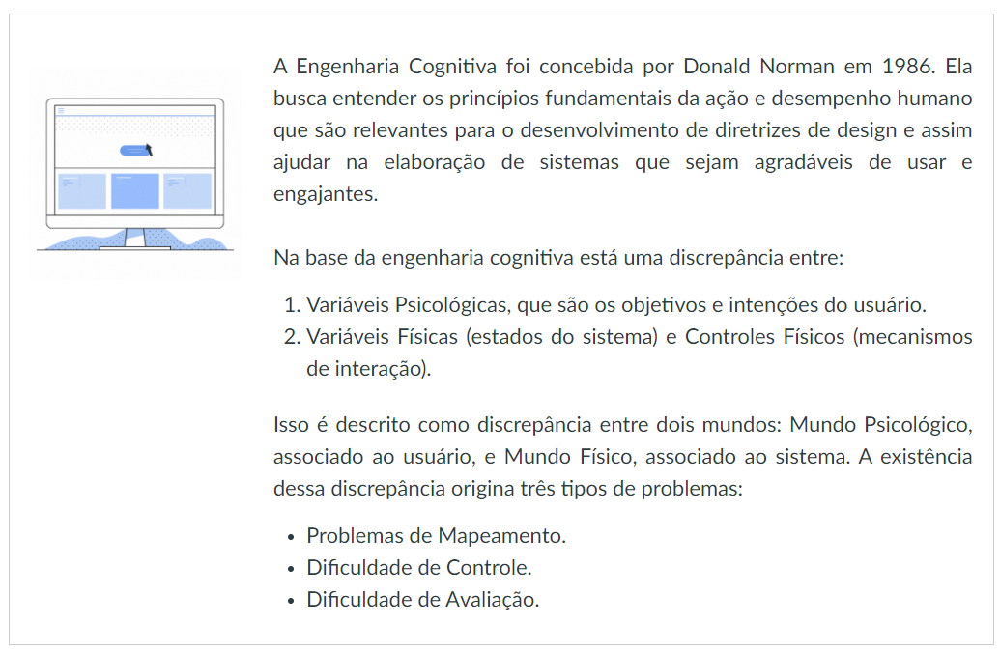 A Engenharia Cognitiva foi concebida por Donald Norman em 1986. Ela
busca entender os princípios fundamentais da ação e desempenho humano
que são relevantes para o desenvolvimento de diretrizes de design e assim
ajudar na elaboração de sistemas que sejam agradáveis de usar e
engajantes.
Na base da engenharia cognitiva está uma discrepância entre:
1. Variáveis Psicológicas, que são os objetivos e intenções do usuário.
2. Variáveis Físicas (estados do sistema) e Controles Físicos (mecanismos
de interação).
Isso é descrito como discrepância entre dois mundos: Mundo Psicológico,
associado ao usuário, e Mundo Físico, associado ao sistema. A existência
dessa discrepância origina três tipos de problemas:
• Problemas de Mapeamento.
• Dificuldade de Controle.
• Dificuldade de Avaliação.